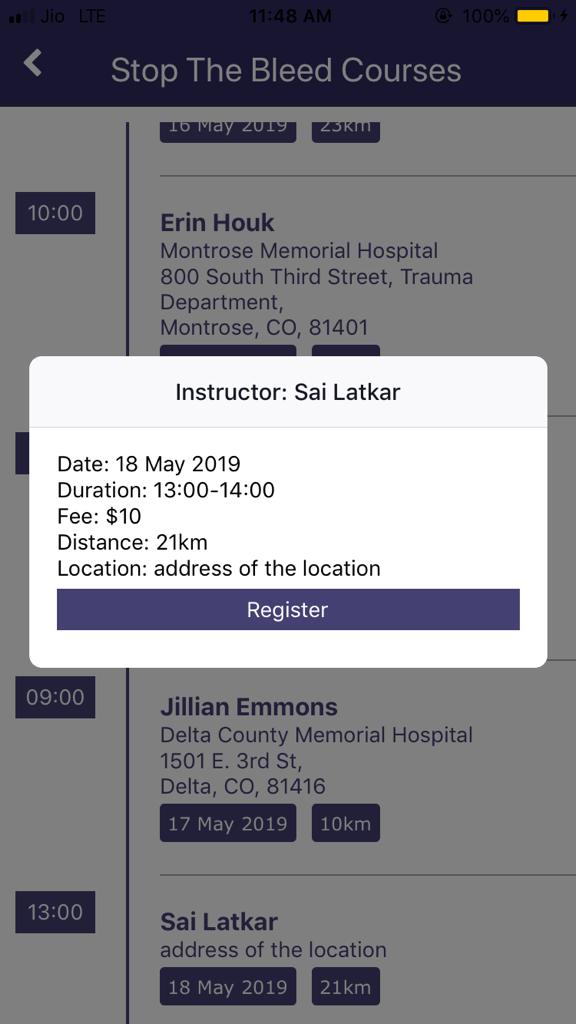 Jio LTE 11:48 AM 100%
Stop The Bleed Courses
16 May 2019 23km
10:00
Erin Houk
Montrose Memorial Hospital
800 South Third Street, Trauma
Department,
Montrose, CO, 81401
Instructor: Sai Latkar
Date: 18 May 2019
Duration: 13:00-14:00
Fee: $10
Distance: 21km
Location: address of the location
Register
09:00
Jillian Emmons
Delta County Memorial Hospital
1501 E. 3rd St,
Delta, CO, 81416
17 May 2019 10km
13:00
Sai Latkar
address of the location
18 May 2019 21km